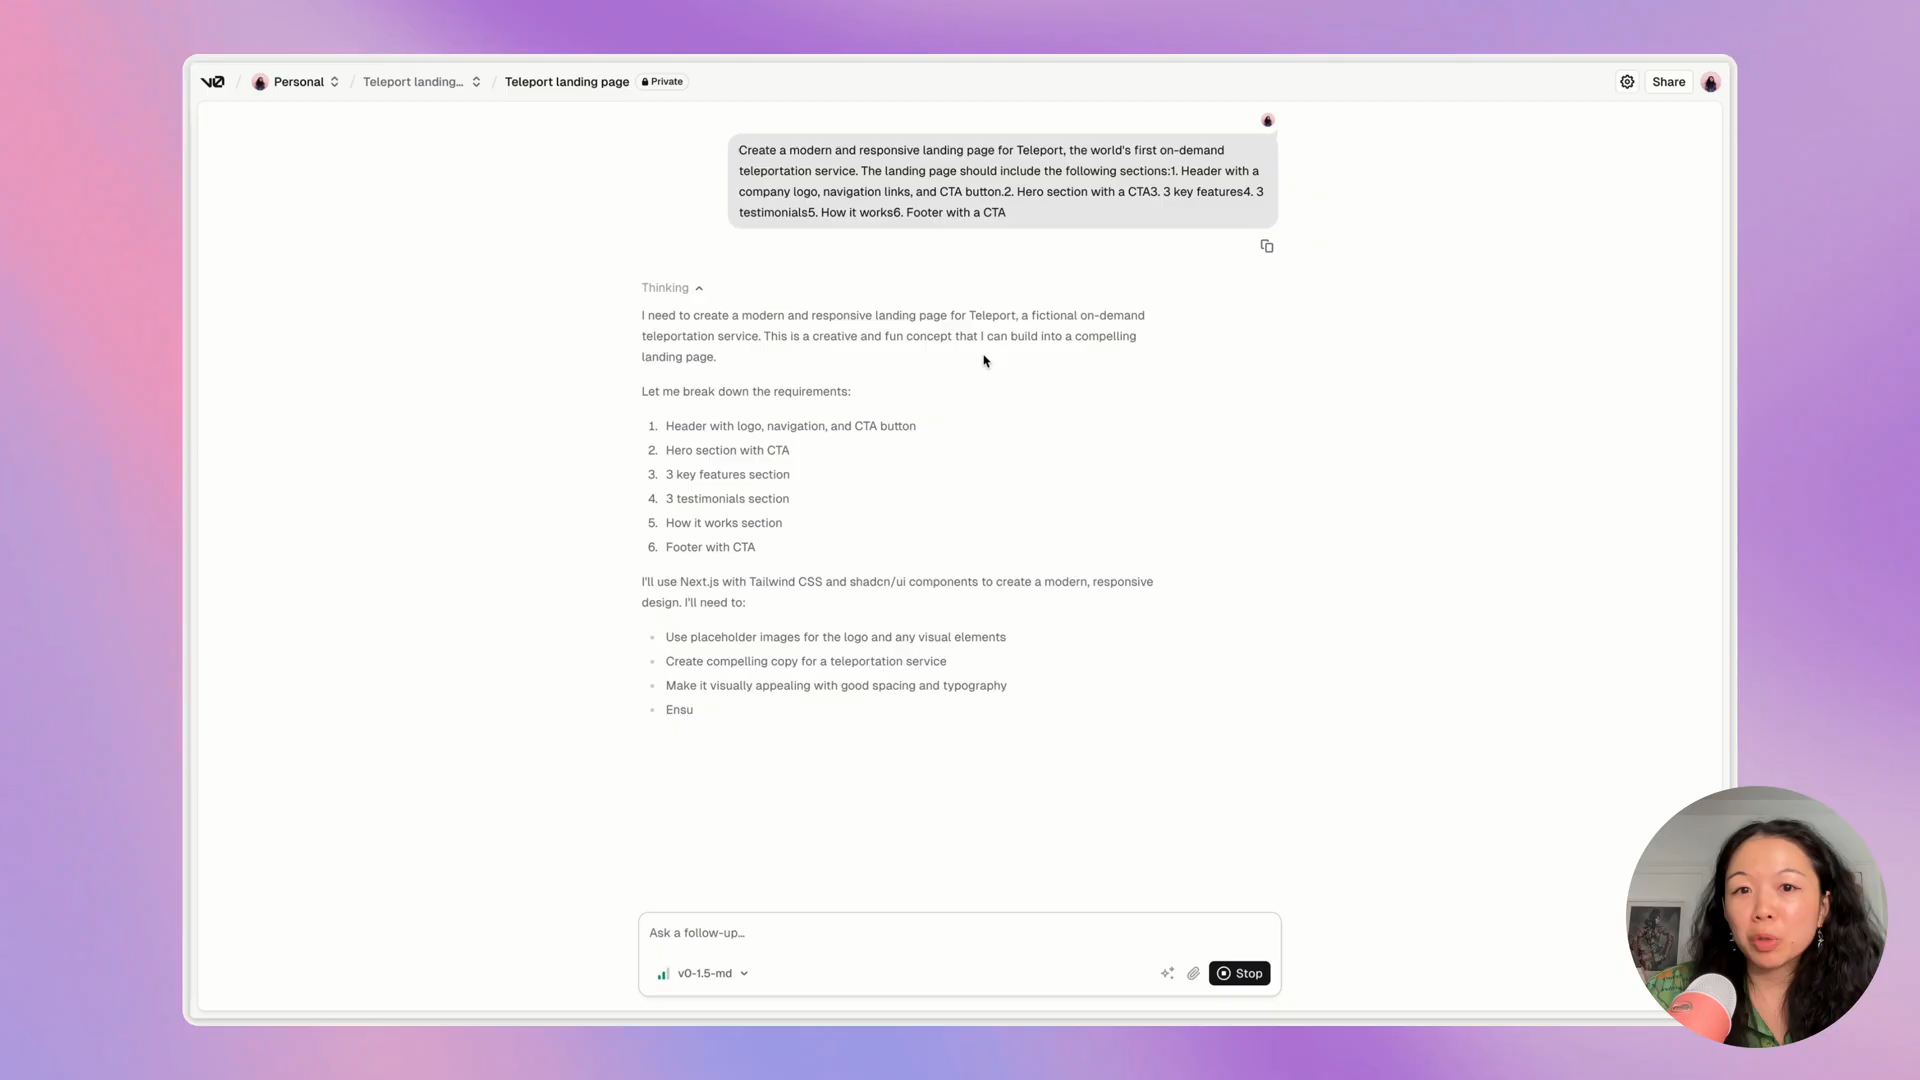 v0 / Personal / Teleport landing... / Teleport landing page Private Share
Create a modern and responsive landing page for Teleport, the world's first on-demand
teleportation service. The landing page should include the following sections:1. Header with a
company logo, navigation links, and CTA button.2. Hero section with a CTA3. 3 key features4. 3
testimonials5. How it works6. Footer with a CTA
Thinking
I need to create a modern and responsive landing page for Teleport, a fictional on-demand
teleportation service. This is a creative and fun concept that I can build into a compelling
landing page.
Let me break down the requirements:
1. Header with logo, navigation, and CTA button
2. Hero section with CTA
3. 3 key features section
4. 3 testimonials section
5. How it works section
6. Footer with CTA
I'll use Next.js with Tailwind CSS and shadcn/ui components to create a modern, responsive
design. I'll need to:
• Use placeholder images for the logo and any visual elements
• Create compelling copy for a teleportation service
• Make it visually appealing with good spacing and typography
• Ensu
Ask a follow-up...
v0-1.5-md Stop